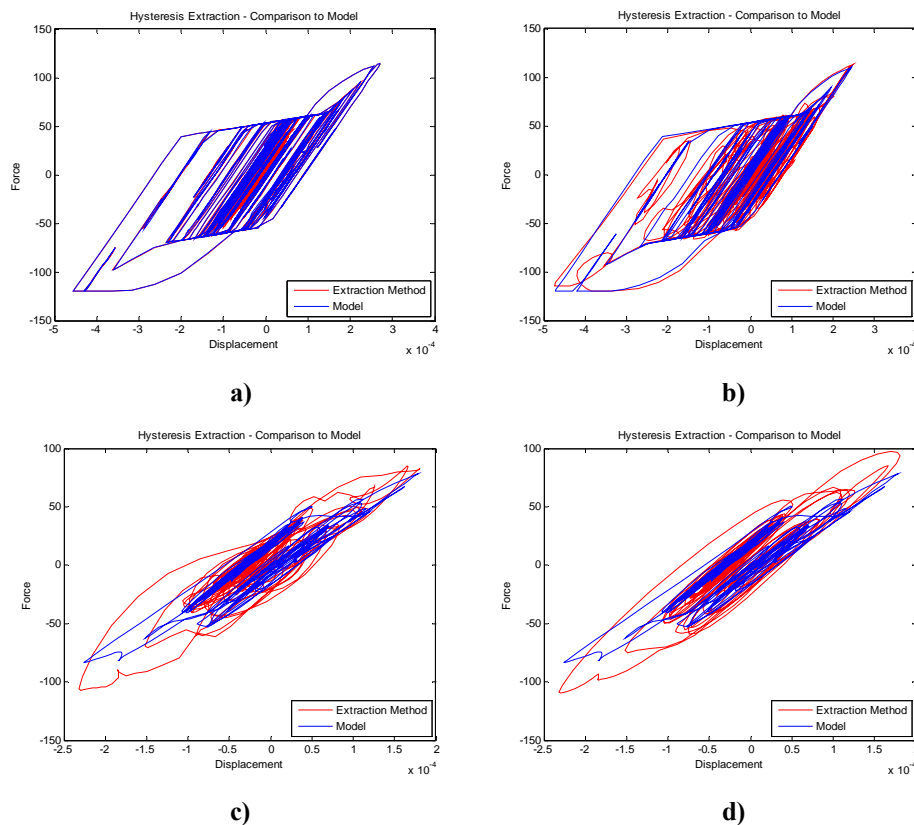 Hysteresis Extraction - Comparison to Model
Hysteresis Extraction - Comparison to Model
150
100
50
0
-50
-100
-150
Force
Extraction Method
Model
-5 -4 -3 -2 -1 0 1 2 3 4
Displacement
x 10⁻⁴
a)
150
100
50
0
-50
-100
-150
Force
Extraction Method
Model
-5 -4 -3 -2 -1 0 1 2 3 4
Displacement
x 10⁻⁴
b)
Hysteresis Extraction - Comparison to Model
Hysteresis Extraction - Comparison to Model
100
50
0
-50
-100
-150
Force
Extraction Method
Model
-2.5 -2 -1.5 -1 -0.5 0 0.5 1 1.5 2
Displacement
x 10⁻⁴
c)
100
50
0
-50
-100
-150
Force
Extraction Method
Model
-2.5 -2 -1.5 -1 -0.5 0 0.5 1 1.5
Displacement
x 10⁻⁴
d)